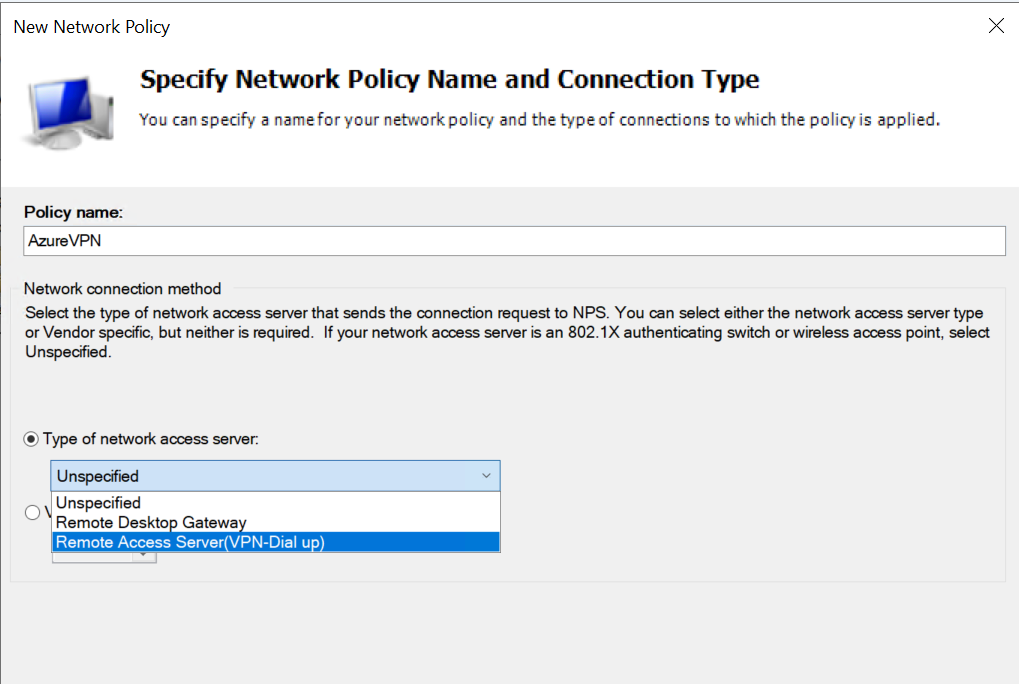 New Network Policy
Specify Network Policy Name and Connection Type
You can specify a name for your network policy and the type of connections to which the policy is applied.
Policy name:
AzureVPN
Network connection method
Select the type of network access server that sends the connection request to NPS. You can select either the network access server type
or Vendor specific, but neither is required.  If your network access server is an 802.1X authenticating switch or wireless access point, select
Unspecified.
Type of network access server:
Unspecified
Unspecified
Remote Desktop Gateway
Remote Access Server(VPN-Dial up)